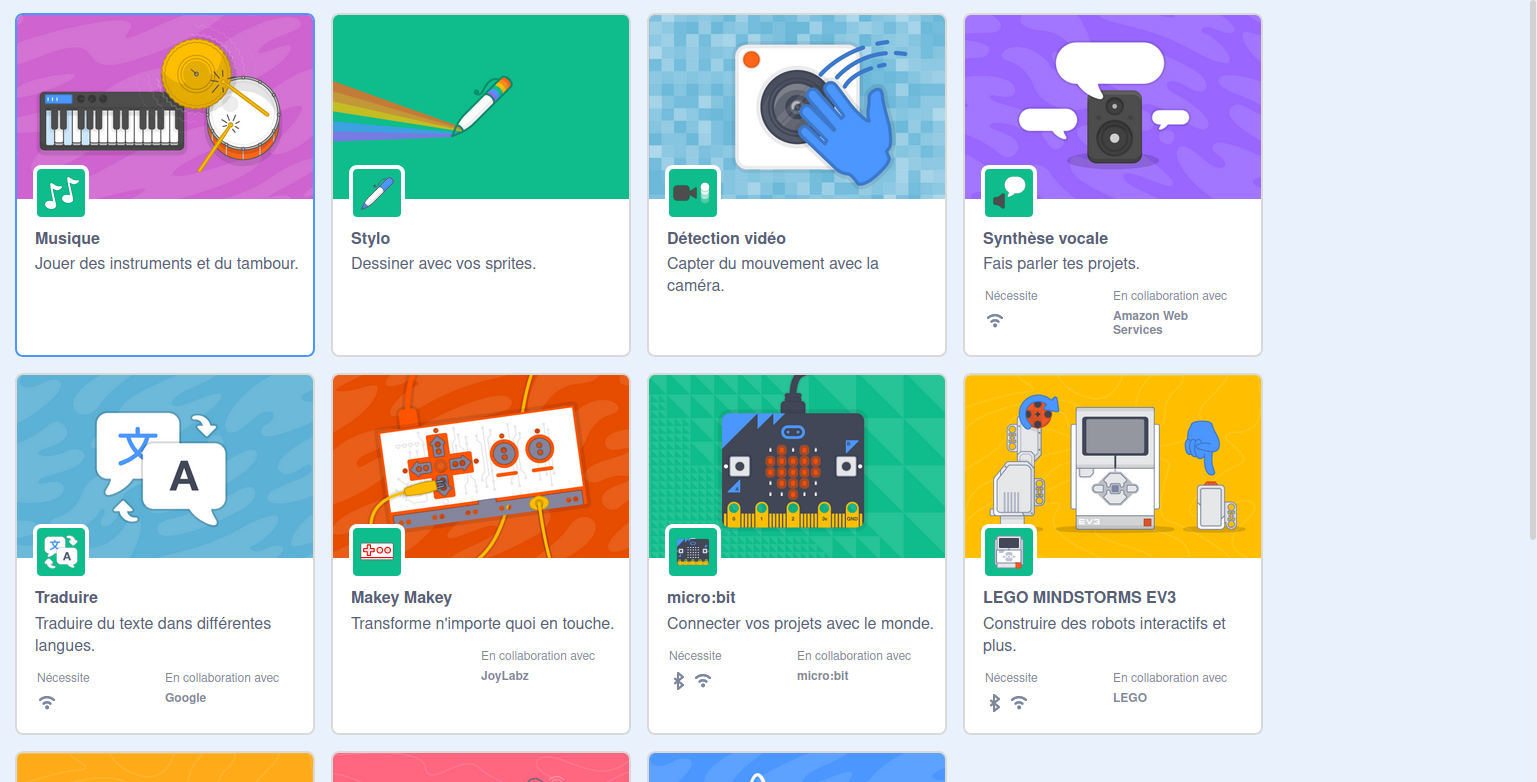 Musique
Jouer des instruments et du tambour.
Stylo
Dessiner avec vos sprites.
Détection vidéo
Capter du mouvement avec la
caméra.
Synthèse vocale
Fais parler tes projets.
Nécessite
En collaboration avec
Amazon Web
Services
文
A
文
A
Traduire
Traduire du texte dans différentes
langues.
Nécessite
En collaboration avec
Google
Makey Makey
Transforme n'importe quoi en touche.
En collaboration avec
JoyLabz
B
A
0 1 2 3v GND
micro:bit
Connecter vos projets avec le monde.
Nécessite
En collaboration avec
micro:bit
EV3
LEGO MINDSTORMS EV3
Construire des robots interactifs et
plus.
Nécessite
En collaboration avec
LEGO